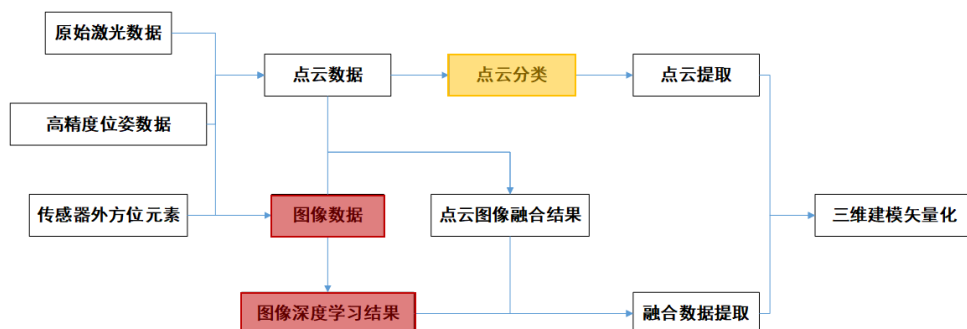 原始激光数据
点云数据
点云分类
点云提取
高精度位姿数据
传感器外方位元素
图像数据
点云图像融合结果
三维建模矢量化
图像深度学习结果
融合数据提取